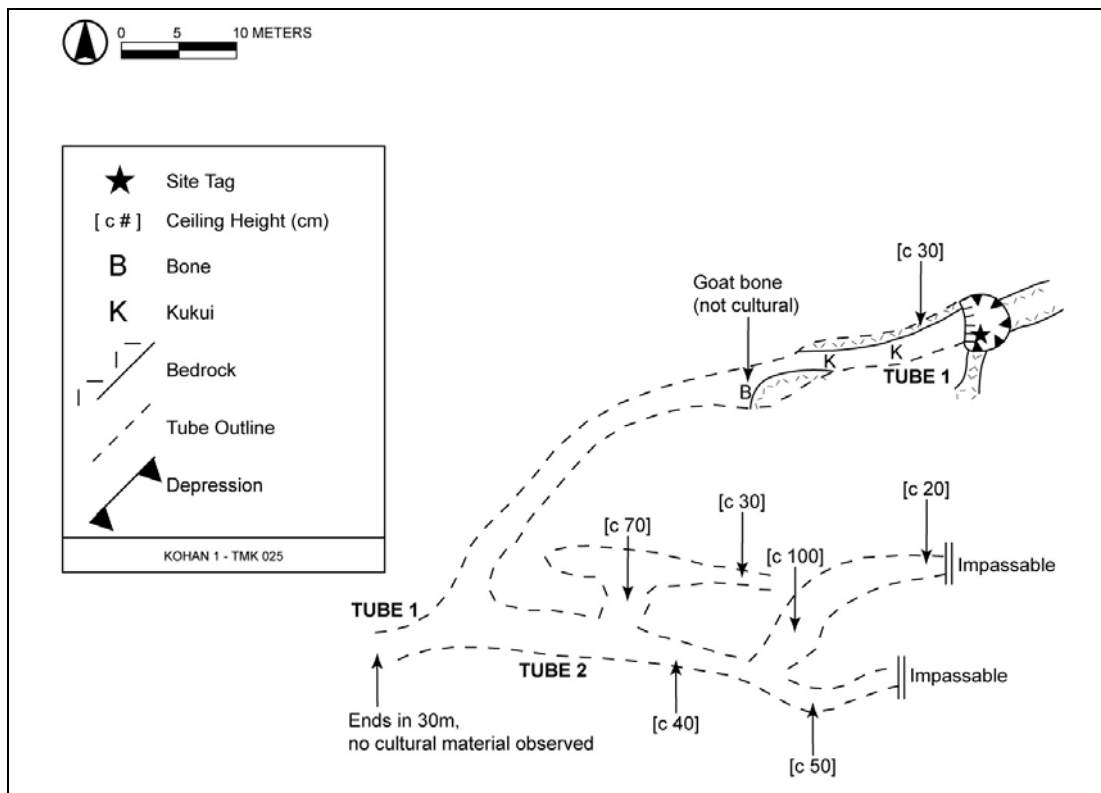 0 5 10 METERS
Site Tag
[ c # ] Ceiling Height (cm)
B Bone
K Kukui
Bedrock
Tube Outline
Depression
KOHAN 1 - TMK 025
[c 30]
Goat bone
(not cultural)
K
K
TUBE 1
B
[c 20]
[c 30]
[c 70]
[c 100]
Impassable
TUBE 1
TUBE 2
Impassable
Ends in 30m,
no cultural material observed
[c 40]
[c 50]